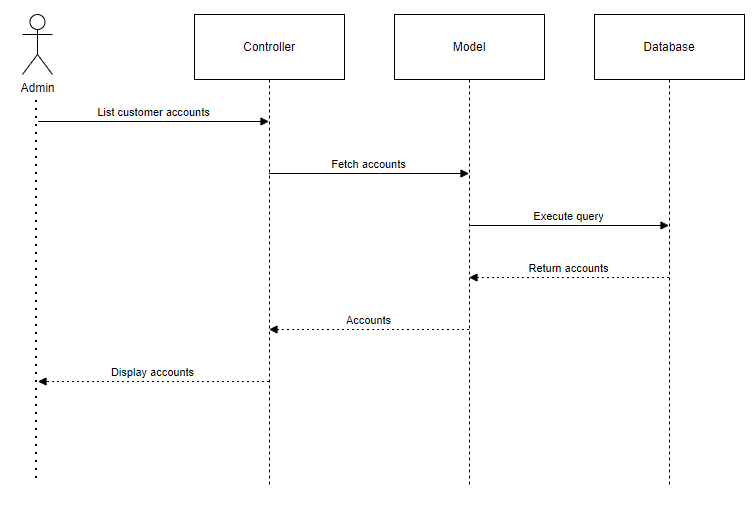 Controller
Model
Database
Admin
List customer accounts
Fetch accounts
Execute query
Return accounts
Accounts
Display accounts